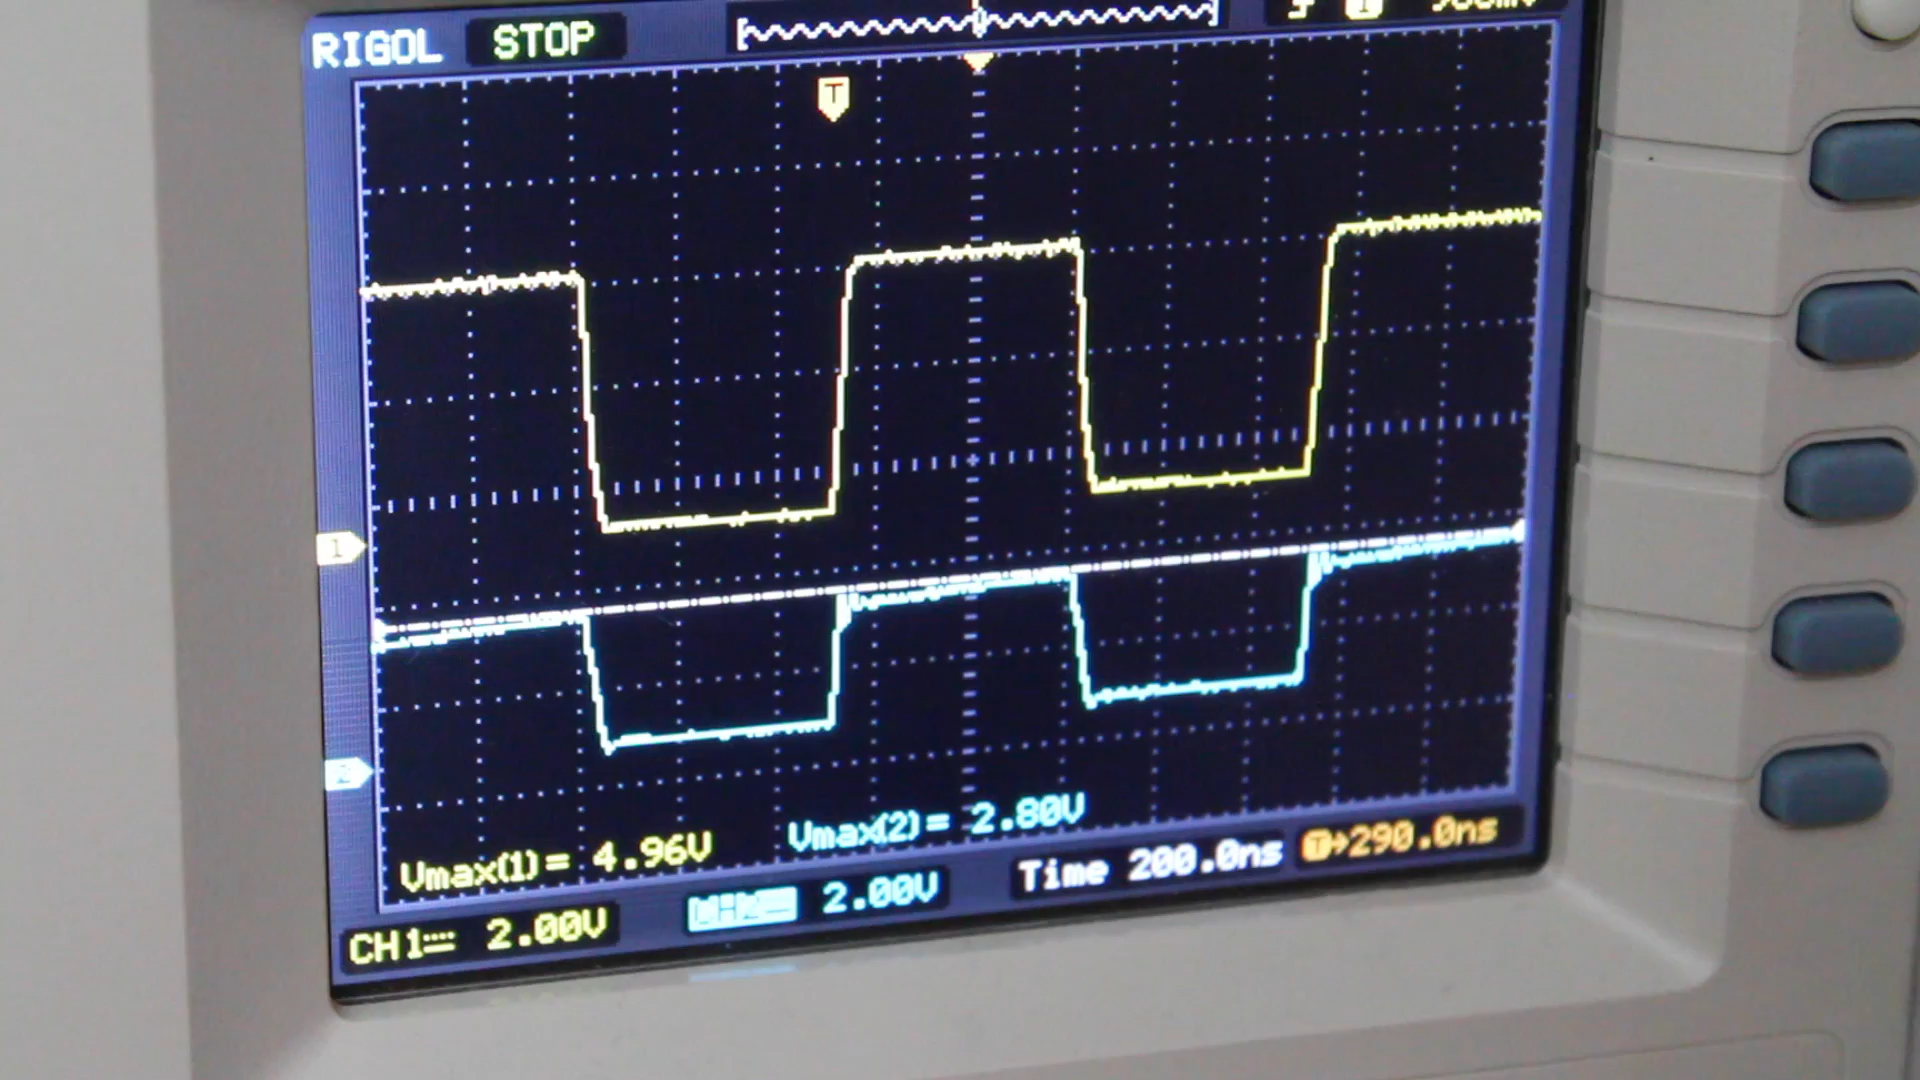 RIGOL STOP
T
1
2
Vmax(1)= 4.96V Vmax(2)= 2.80V
CH1 2.00V 2.00V Time 200.0ns T→290.0ns